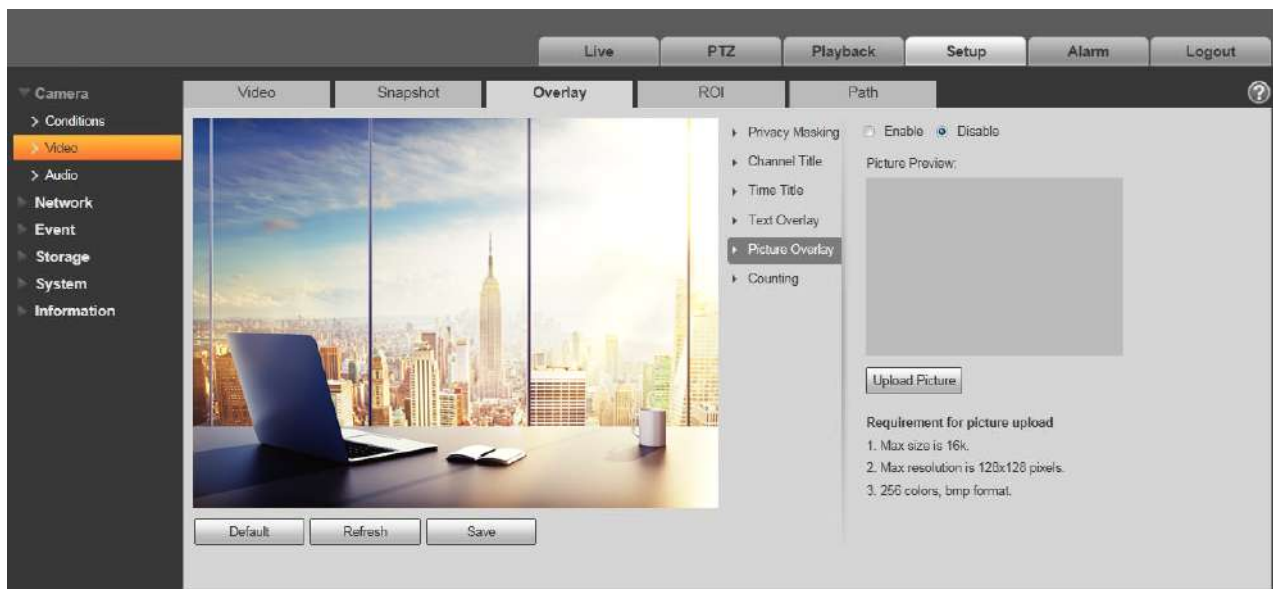 Live PTZ Playback Setup Alarm Logout
Camera
Conditions
Video
Audio
Network
Event
Storage
System
Information
Video Snapshot Overlay ROI Path
Privacy Masking
Channel Title
Time Title
Text Overlay
Picture Overlay
Counting
Enable Disable
Picture Preview:
Upload Picture
Requirement for picture upload
1. Max size is 16k.
2. Max resolution is 128x128 pixels.
3. 256 colors, bmp format.
Default Refresh Save